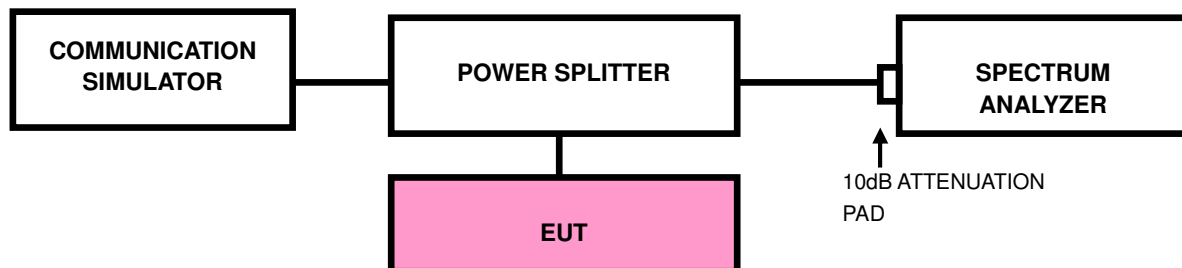 COMMUNICATION
SIMULATOR
POWER SPLITTER
SPECTRUM
ANALYZER
10dB ATTENUATION
PAD
EUT